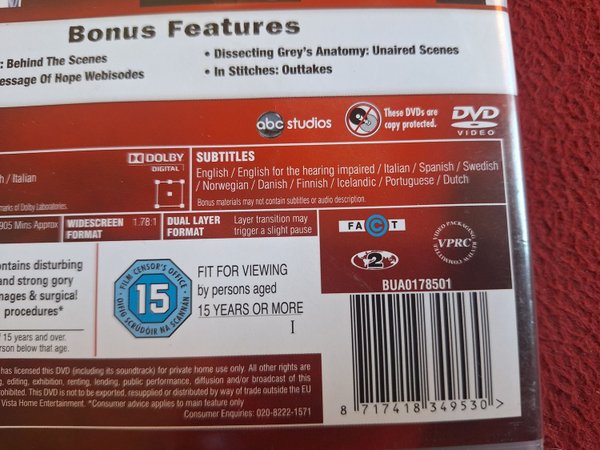 Bonus Features
: Behind The Scenes
essage Of Hope Webisodes
• Dissecting Grey's Anatomy: Unaired Scenes
• In Stitches: Outtakes
abc studios
These DVDs are
copy protected.
DVD
VIDEO
h / Italian
DOLBY
DIGITAL
marks of Dolby Laboratories.
SUBTITLES
English / English for the hearing impaired / Italian / Spanish / Swedish
/ Norwegian / Danish / Finnish / Icelandic / Portuguese / Dutch
Bonus materials may not contain subtitles or audio description.
905 Mins Approx
WIDESCREEN
FORMAT
1.78:1
DUAL LAYER
FORMAT
Layer transition may
trigger a slight pause
FACT
2
VIDEO PACKAGING
VPRC
REVIEW COMMITTEE
BUA0178501
ontains disturbing
and strong gory
mages & surgical
procedures*
f 15 years and over.
erson below that age.
FILM CENSOR'S OFFICE
15
OIFIG SCRÚDÓIR NA SCANNÁN
FIT FOR VIEWING
by persons aged
15 YEARS OR MORE
I
has licensed this DVD (including its soundtrack) for private home use only. All other rights are
g, editing, exhibition, renting, lending, public performance, diffusion and/or broadcast of this
rohibited. This DVD is not to be exported, resupplied or distributed by way of trade outside the EU
Vista Home Entertainment. *Consumer advice applies to main feature only
Consumer Enquiries: 020-8222-1571
8 717418 349530 >